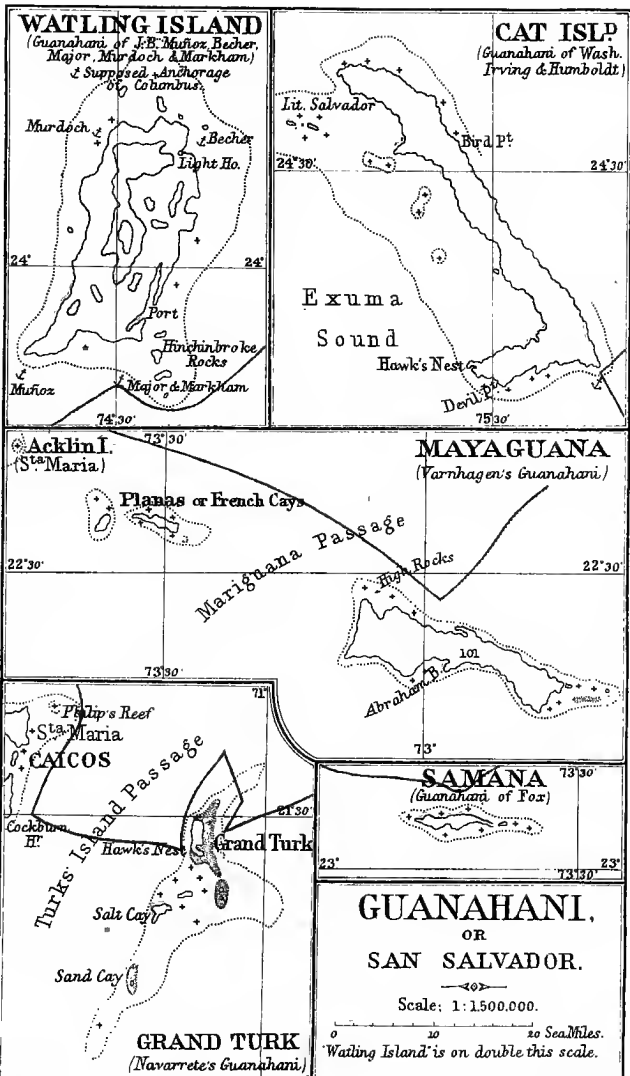 WATLING ISLAND
(Guanahani of J.B. Muñoz, Becher,
Major, Murdoch & Markham)
Supposed Anchorage
of Columbus.
Murdoch
Becher
Light Ho.
24°
24°
Port
Hinchinbroke
Rocks
Muñoz
Major & Markham
74°30'
CAT ISLD.
(Guanahani of Wash.
Irving & Humboldt)
Lit. Salvador
Bird Pt.
24°30'
24°30'
Exuma
Sound
Hawk's Nest
Devil Pt.
75°30'
Acklin I.
(Sta Maria)
73°30'
MAYAGUANA
(Varnhagen's Guanahani)
Planas or French Cays
Mariguana Passage
22°30'
High Rocks
22°30'
101
Abraham B.
73°30'
73°
71°
Philip's Reef
Sta Maria
CAICOS
Turks Island Passage
21°30'
Cockburn
Hr.
Hawk's Nest
Grand Turk
Salt Cay
Sand Cay
GRAND TURK
(Navarrete's Guanahani)
73°30'
SAMANA
(Guanahani of Fox)
23°
23°
73°30'
GUANAHANI,
OR
SAN SALVADOR.
Scale; 1:1.500.000.
0 10 20 Sea Miles.
"Watling Island" is on double this scale.